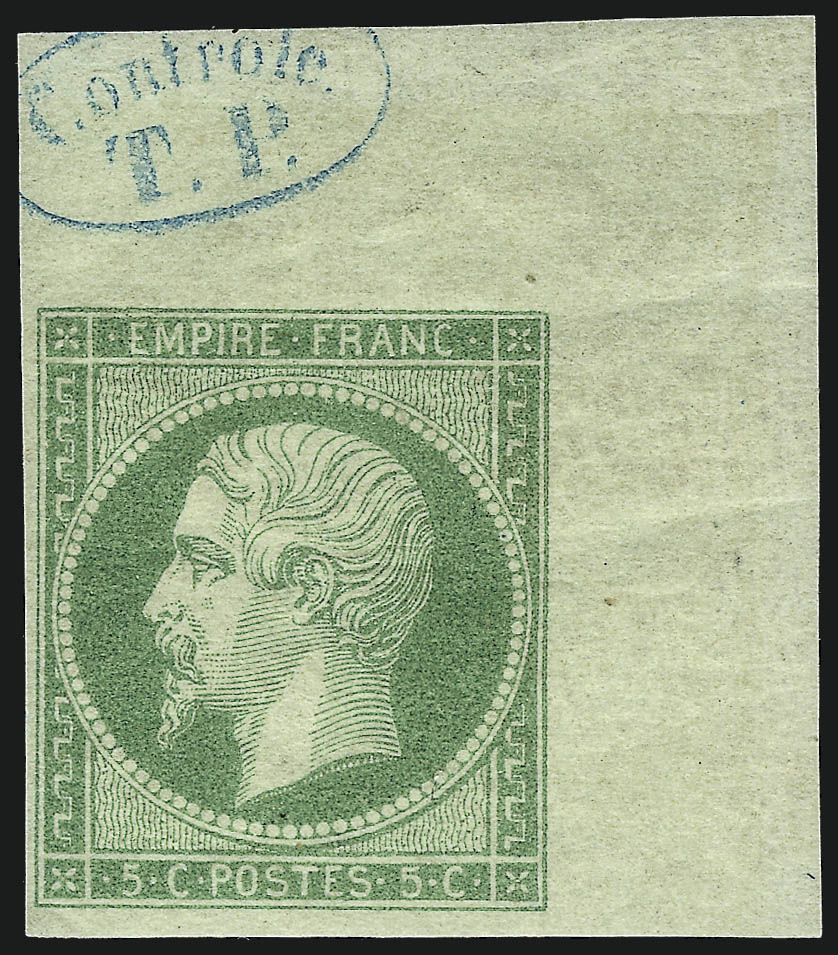 Controle
T. P.
· EMPIRE · FRANC ·
· 5 · C · POSTES · 5 · C ·